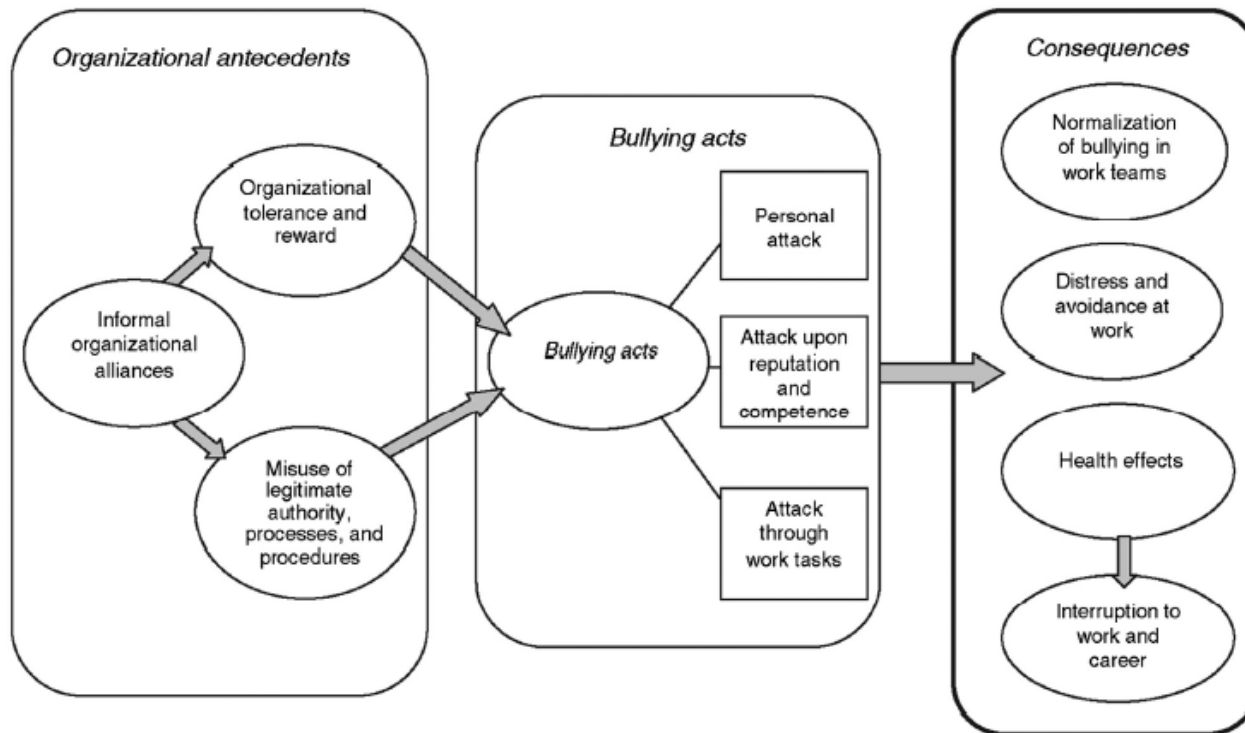 Organizational antecedents
Organizational
tolerance and
reward
Informal
organizational
alliances
Misuse of
legitimate
authority,
processes, and
procedures
Bullying acts
Bullying acts
Personal
attack
Attack upon
reputation
and
competence
Attack
through
work tasks
Consequences
Normalization
of bullying in
work teams
Distress and
avoidance at
work
Health effects
Interruption to
work and
career